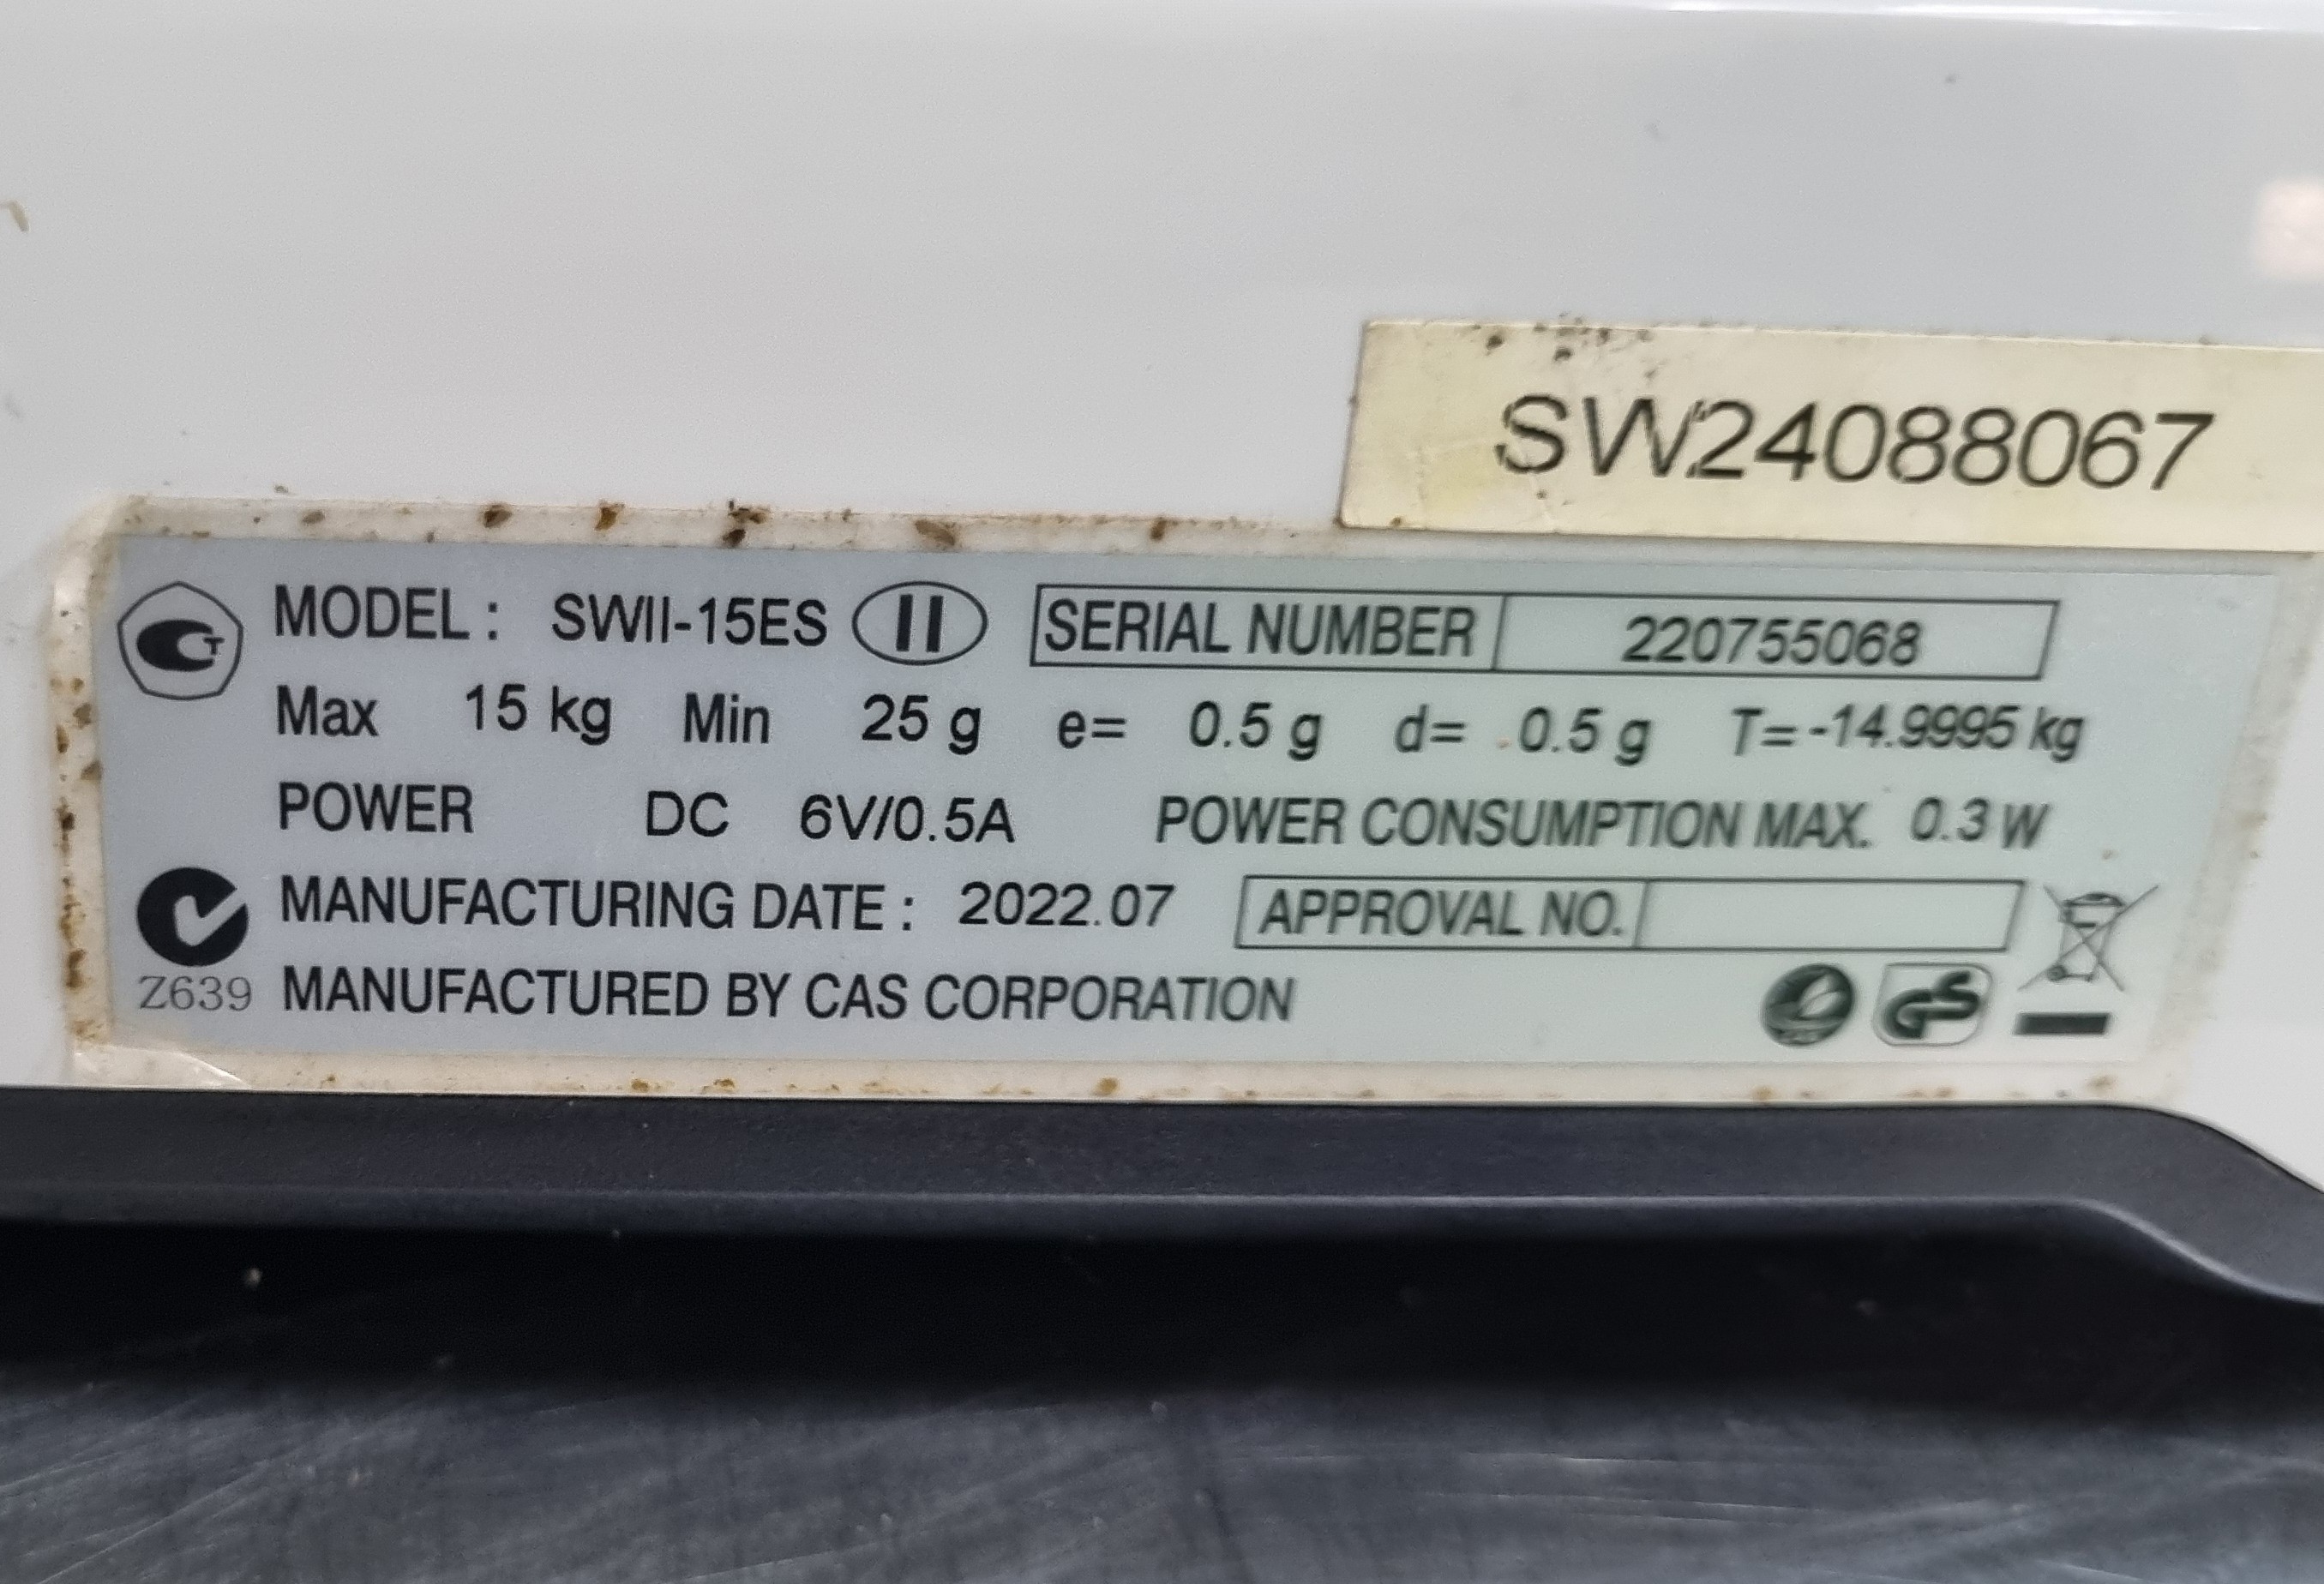 SW24088067
MODEL : SWII-15ES II SERIAL NUMBER 220755068
Max 15 kg Min 25 g e= 0.5 g d= 0.5 g T= -14.9995 kg
POWER DC 6V/0.5A POWER CONSUMPTION MAX. 0.3 W
MANUFACTURING DATE : 2022.07 APPROVAL NO.
Z639 MANUFACTURED BY CAS CORPORATION